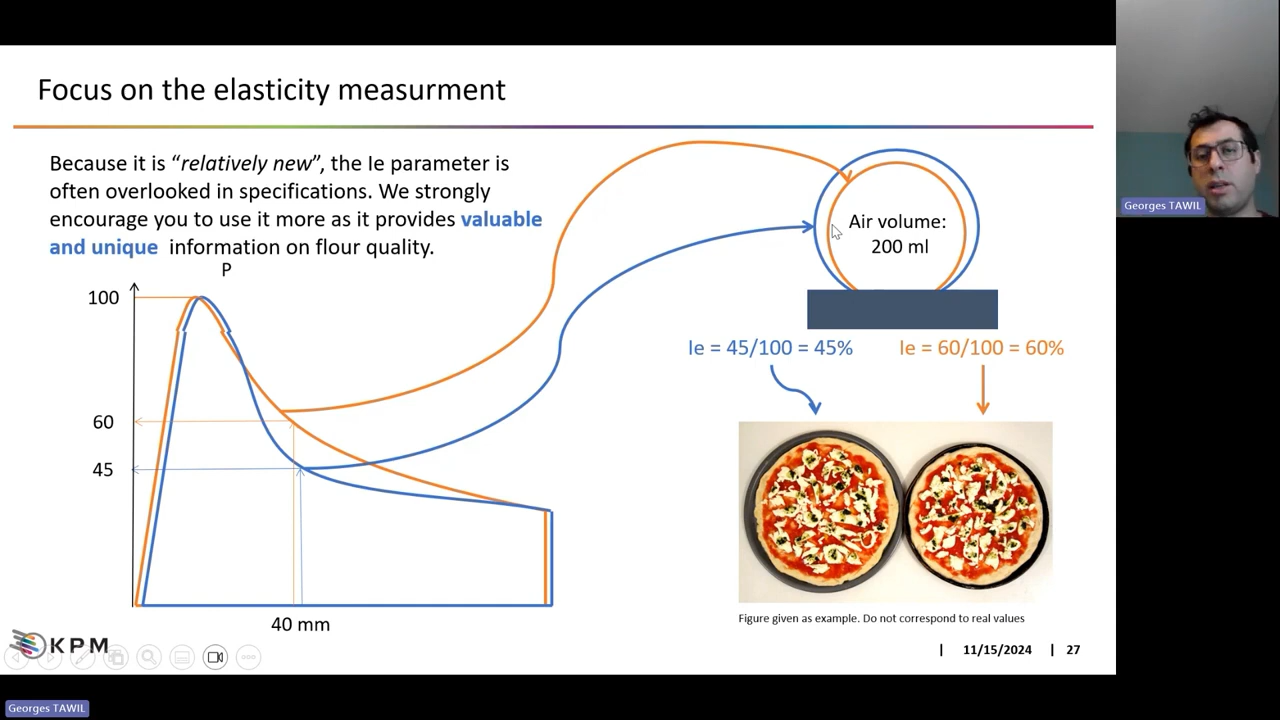 Focus on the elasticity measurment
Because it is “relatively new”, the Ie parameter is
often overlooked in specifications. We strongly
encourage you to use it more as it provides valuable
and unique information on flour quality.
P
100
60
45
40 mm
Air volume:
200 ml
Ie = 45/100 = 45%
Ie = 60/100 = 60%
Figure given as example. Do not correspond to real values
KPM
| 11/15/2024 | 27
Georges TAWIL
Georges TAWIL